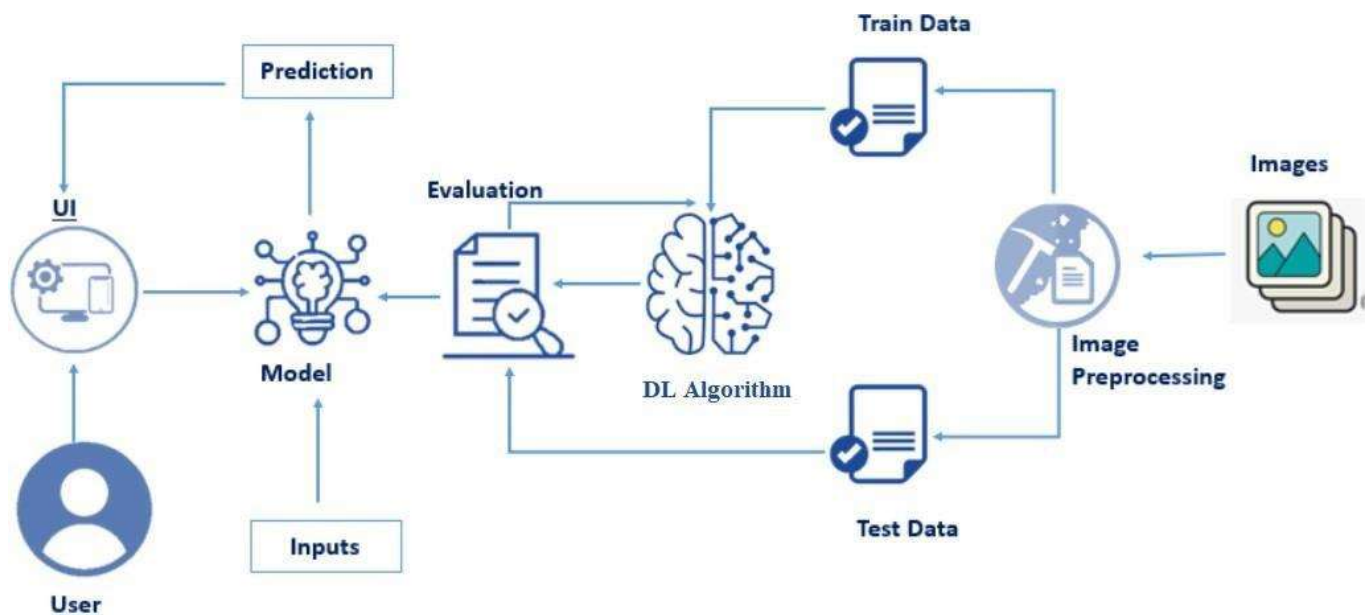 Train Data
Prediction
Images
Evaluation
UI
Model
Image
Preprocessing
DL Algorithm
Test Data
Inputs
User